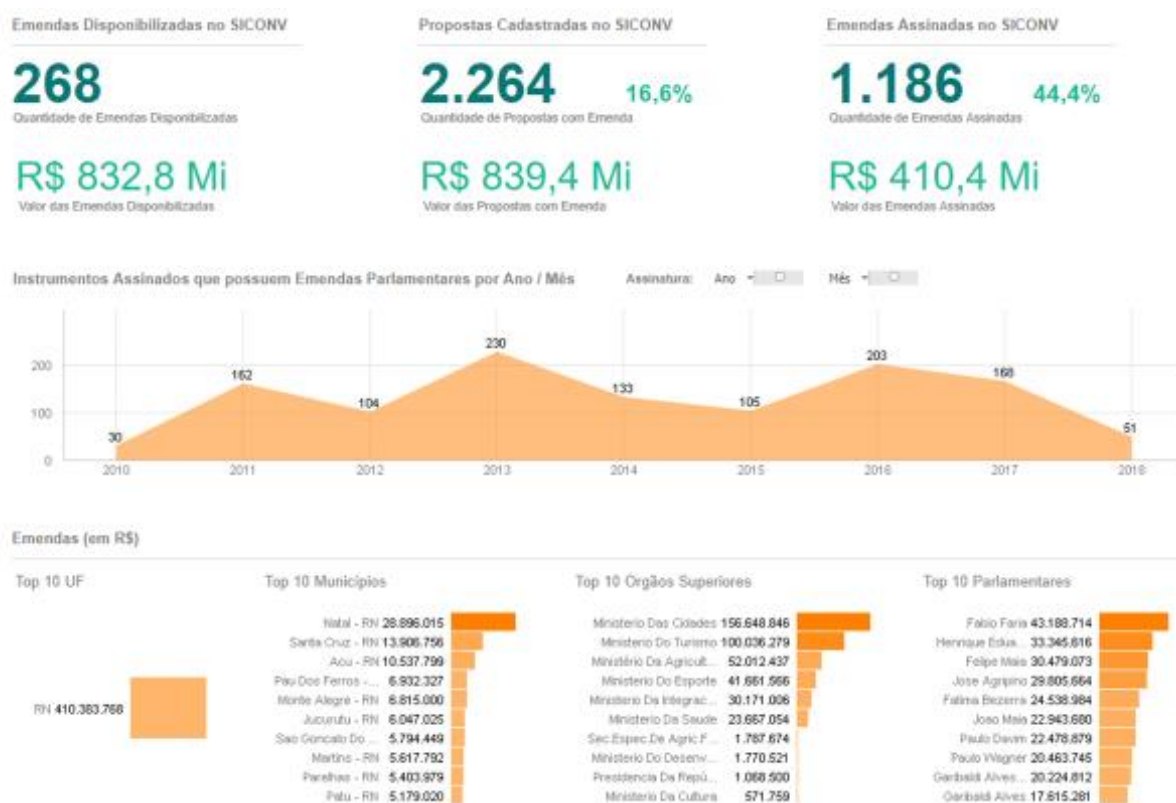 Emendas Disponibilizadas no SICONV
Propostas Cadastradas no SICONV
Emendas Assinadas no SICONV
268
2.264 16,6%
1.186 44,4%
Quantidade de Emendas Disponibilizadas
Quantidade de Propostas com Emenda
Quantidade de Emendas Assinadas
R$ 832,8 Mi
R$ 839,4 Mi
R$ 410,4 Mi
Valor das Emendas Disponibilizadas
Valor das Propostas com Emenda
Valor das Emendas Assinadas
Instrumentos Assinados que possuem Emendas Parlamentares por Ano / Mês
Assinatura: Ano Mês
200
100
0
30
162
104
230
133
105
203
168
51
2010 2011 2012 2013 2014 2015 2016 2017 2018
Emendas (em R$)
Top 10 UF
RN 410.383.768
Top 10 Municípios
Natal - RN 28.896.015
Santa Cruz - RN 13.906.756
Acu - RN 10.537.799
Pau Dos Ferros -... 6.932.327
Monte Alegre - RN 6.815.000
Jucurutu - RN 6.047.025
Sao Goncalo Do ... 5.794.449
Martins - RN 5.617.792
Parelhas - RN 5.403.979
Patu - RN 5.179.020
Top 10 Orgãos Superiores
Ministerio Das Cidades 156.648.846
Ministerio Do Turismo 100.036.279
Ministério Da Agricult... 52.012.437
Ministerio Do Esporte 41.661.566
Ministerio Da Integrac... 30.171.006
Ministerio Da Saude 23.667.054
Sec.Espec.De Agric F... 1.787.674
Ministerio Do Desenv... 1.770.521
Presidencia Da Repú... 1.068.500
Ministerio Da Cultura 571.759
Top 10 Parlamentares
Fabio Faria 43.188.714
Henrique Edua... 33.345.616
Felipe Maia 30.479.073
Jose Agripino 29.805.664
Fatima Bezerra 24.538.984
Joao Maia 22.943.680
Paulo Davim 22.478.879
Paulo Wagner 20.463.745
Garibaldi Alves... 20.224.812
Garibaldi Alves 17.615.281